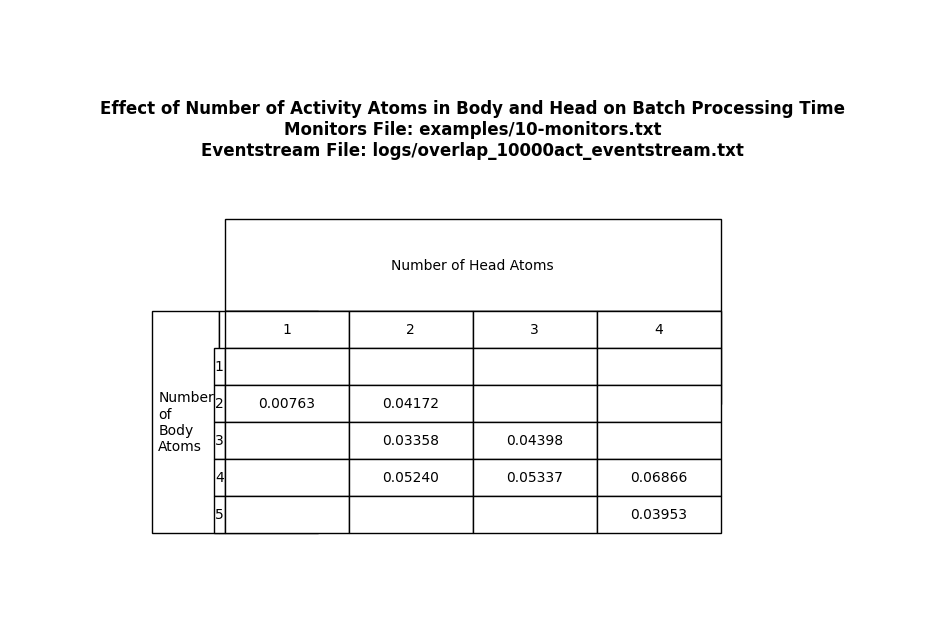 Effect of Number of Activity Atoms in Body and Head on Batch Processing Time
Monitors File: examples/10-monitors.txt
Eventstream File: logs/overlap_10000act_eventstream.txt
Number of Head Atoms
1 2 3 4
1
2 0.00763 0.04172
3 0.03358 0.04398
4 0.05240 0.05337 0.06866
5 0.03953
Number
of
Body
Atoms